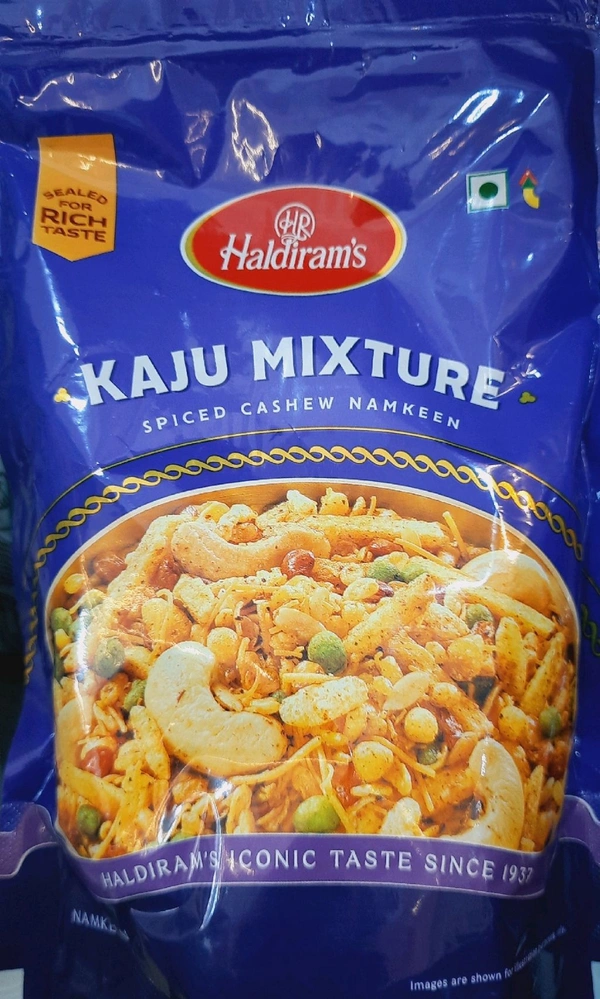 SEALED
FOR
RICH
TASTE
HR
Haldiram's
KAJU MIXTURE
SPICED CASHEW NAMKEEN
HALDIRAM'S ICONIC TASTE SINCE 1937
Images are shown for